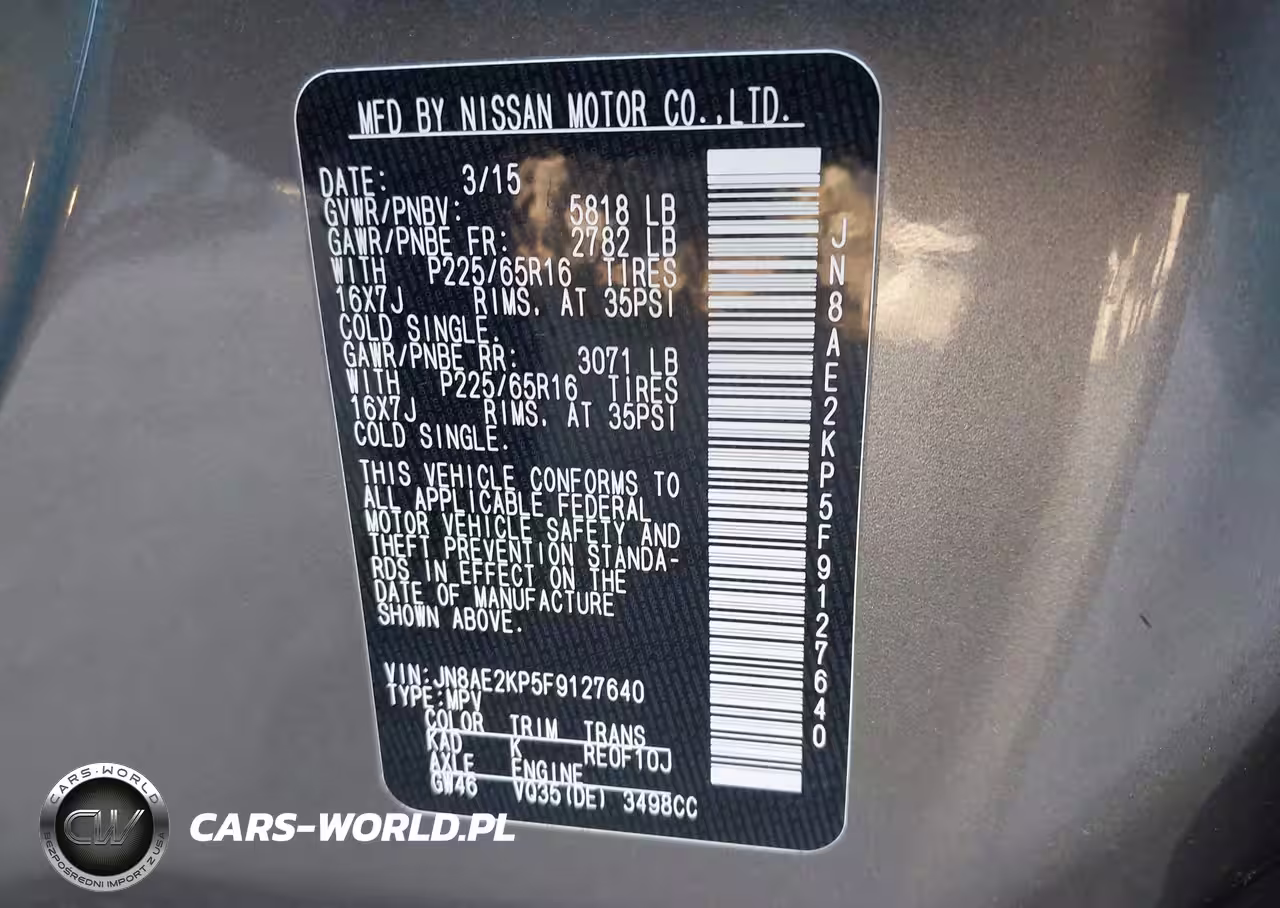 MFD BY NISSAN MOTOR CO.,LTD.
DATE: 3/15
GVWR/PNBV: 5818 LB
GAWR/PNBE FR: 2782 LB
WITH P225/65R16 TIRES
16X7J RIMS. AT 35PSI
COLD SINGLE.
GAWR/PNBE RR: 3071 LB
WITH P225/65R16 TIRES
16X7J RIMS. AT 35PSI
COLD SINGLE.
THIS VEHICLE CONFORMS TO
ALL APPLICABLE FEDERAL
MOTOR VEHICLE SAFETY AND
THEFT PREVENTION STANDA-
RDS IN EFFECT ON THE
DATE OF MANUFACTURE
SHOWN ABOVE.
VIN:JN8AE2KP5F9127640
TYPE:MPV
COLOR TRIM TRANS
KAD K RE0F10J
AXLE ENGINE
GW46 VQ35(DE) 3498CC
JN8AE2KP5F9127640
CARS-WORLD
CW
BEZPOŚREDNI IMPORT Z USA
CARS-WORLD.PL